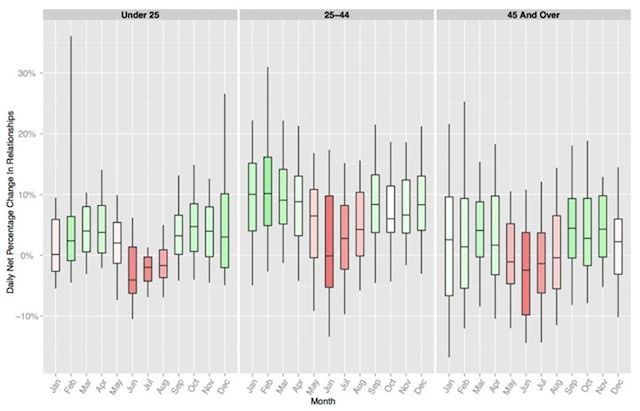 Under 25 25–44 45 And Over
Daily Net Percentage Change In Relationships
30%
20%
10%
0%
−10%
Jan Feb Mar Apr May Jun Jul Aug Sep Oct Nov Dec Jan Feb Mar Apr May Jun Jul Aug Sep Oct Nov Dec Jan Feb Mar Apr May Jun Jul Aug Sep Oct Nov Dec
Month